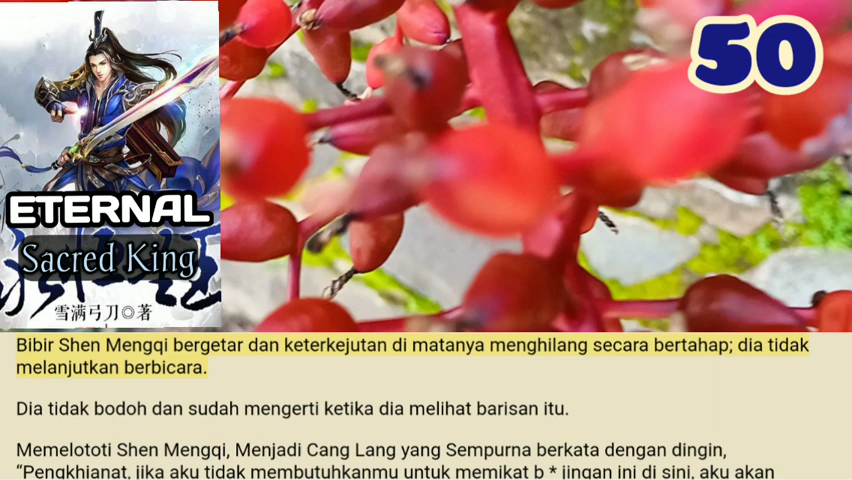 50
ETERNAL
Sacred King
雪满弓刀◎著
Bibir Shen Mengqi bergetar dan keterkejutan di matanya menghilang secara bertahap; dia tidak
melanjutkan berbicara.
Dia tidak bodoh dan sudah mengerti ketika dia melihat barisan itu.
Memelototi Shen Mengqi, Menjadi Cang Lang yang Sempurna berkata dengan dingin,
“Pengkhianat, jika aku tidak membutuhkanmu untuk memikat b * jingan ini di sini, aku akan